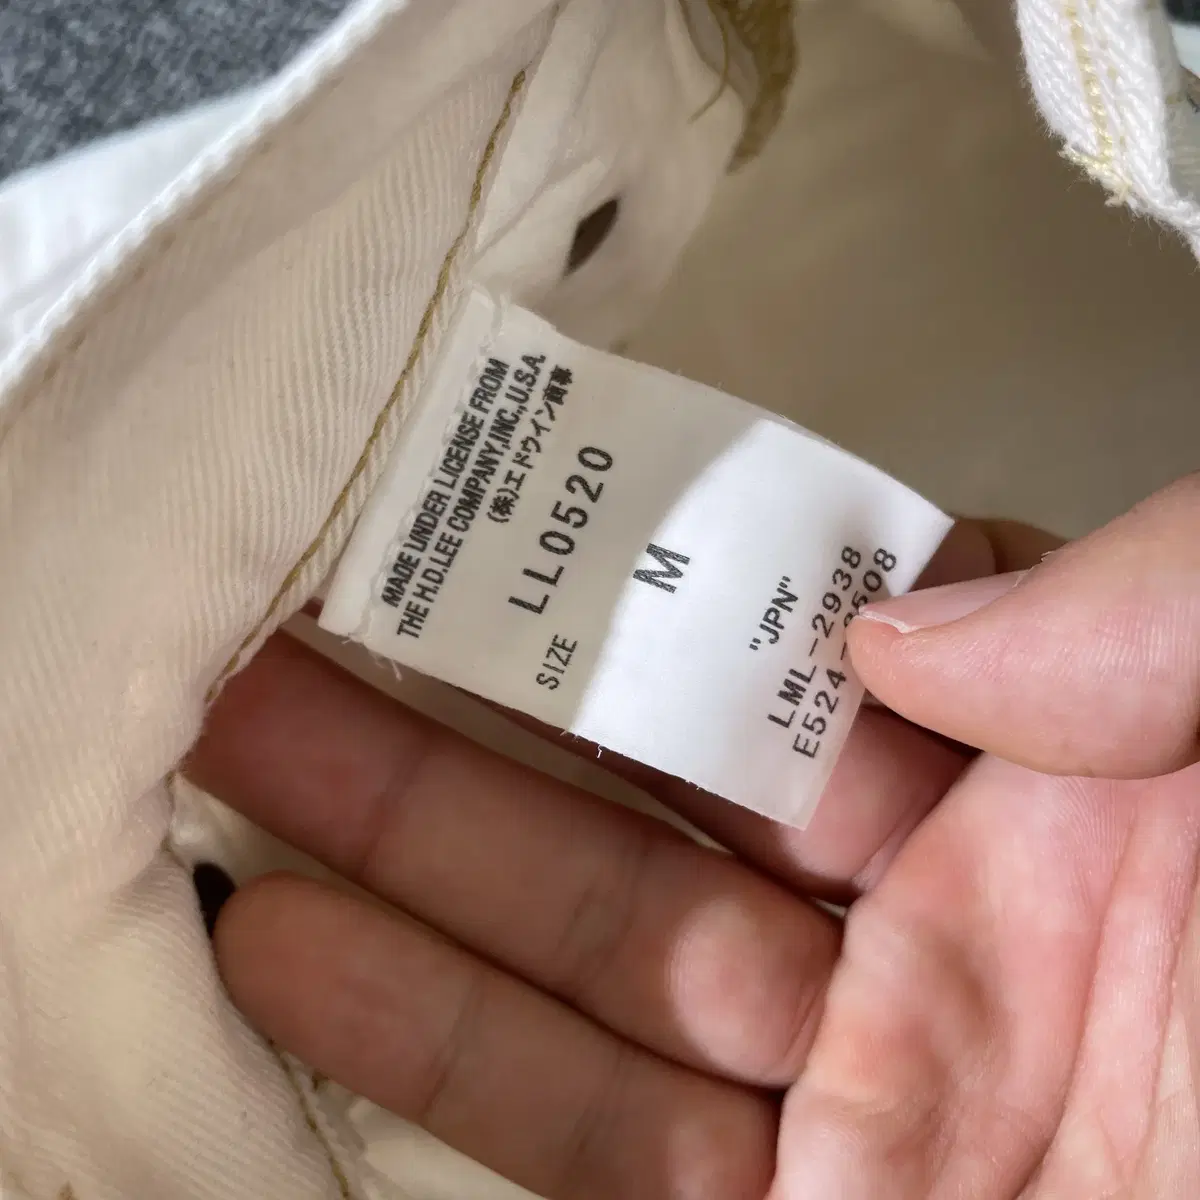 MADE UNDER LICENSE FROM
THE H.D.LEE COMPANY,INC.,U.S.A.
(株)エドウイン商事
LL0520
SIZE M
"JPN"
LML-2938
E524-